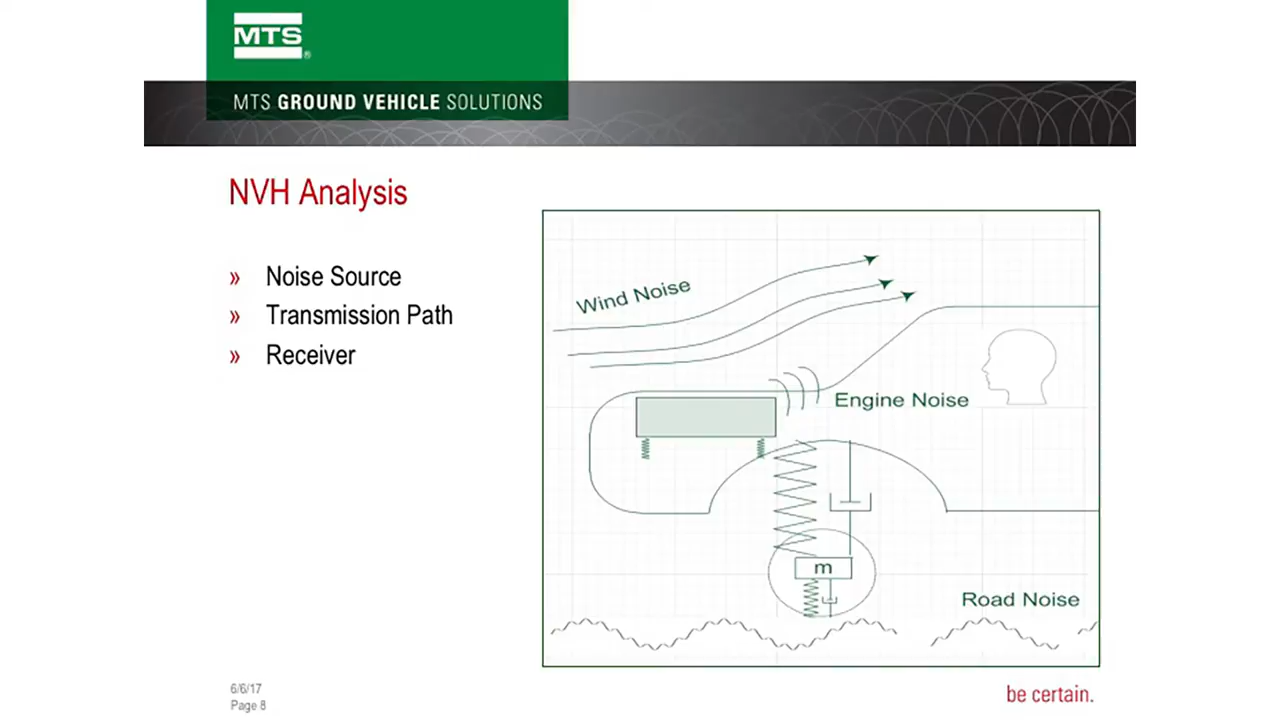 MTS®
MTS GROUND VEHICLE SOLUTIONS
NVH Analysis
» Noise Source
» Transmission Path
» Receiver
Wind Noise
Engine Noise
m
Road Noise
6/6/17
Page 8
be certain.